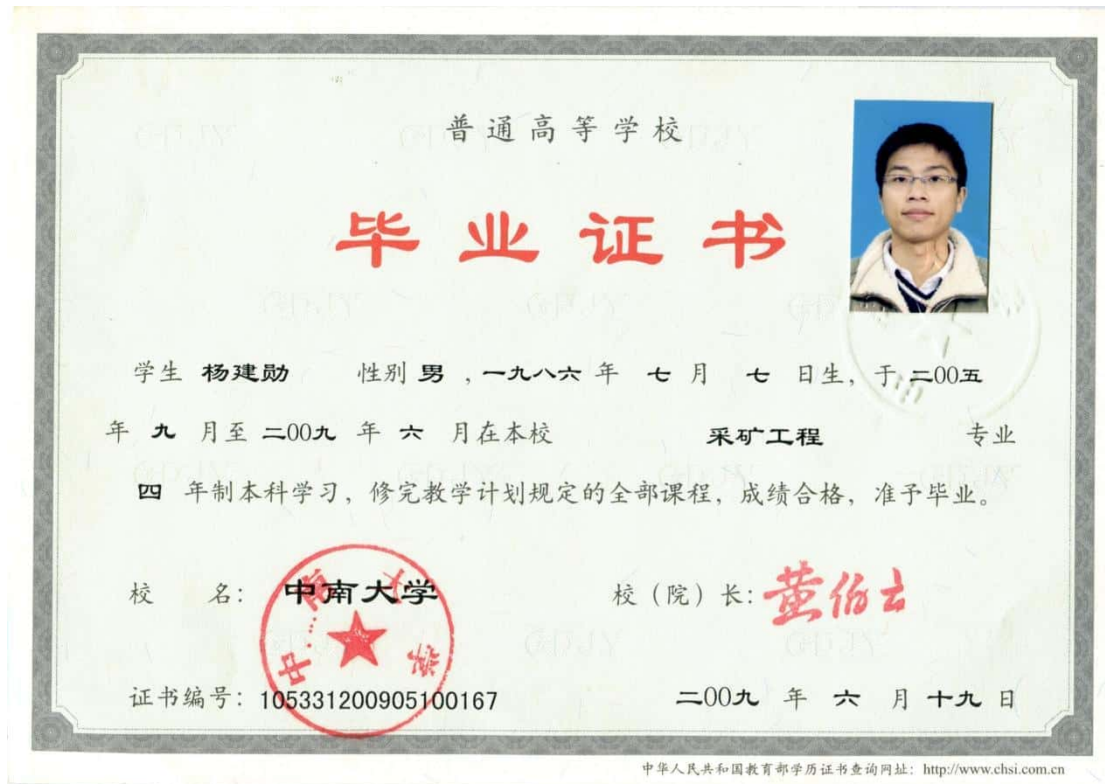 普通高等学校
毕业证书
学生 杨建勋 性别 男 ,一九八六 年 七 月 七 日生，于 二00五
年 九 月至 二00九 年 六 月在本校 采矿工程 专业
四 年制本科学习，修完教学计划规定的全部课程，成绩合格，准予毕业。
校 名： 中南大学 校（院）长：黄伯云
中南大学
证书编号：105331200905100167 二00九 年 六 月 十九 日
中华人民共和国教育部学历证书查询网址：http://www.chsi.com.cn